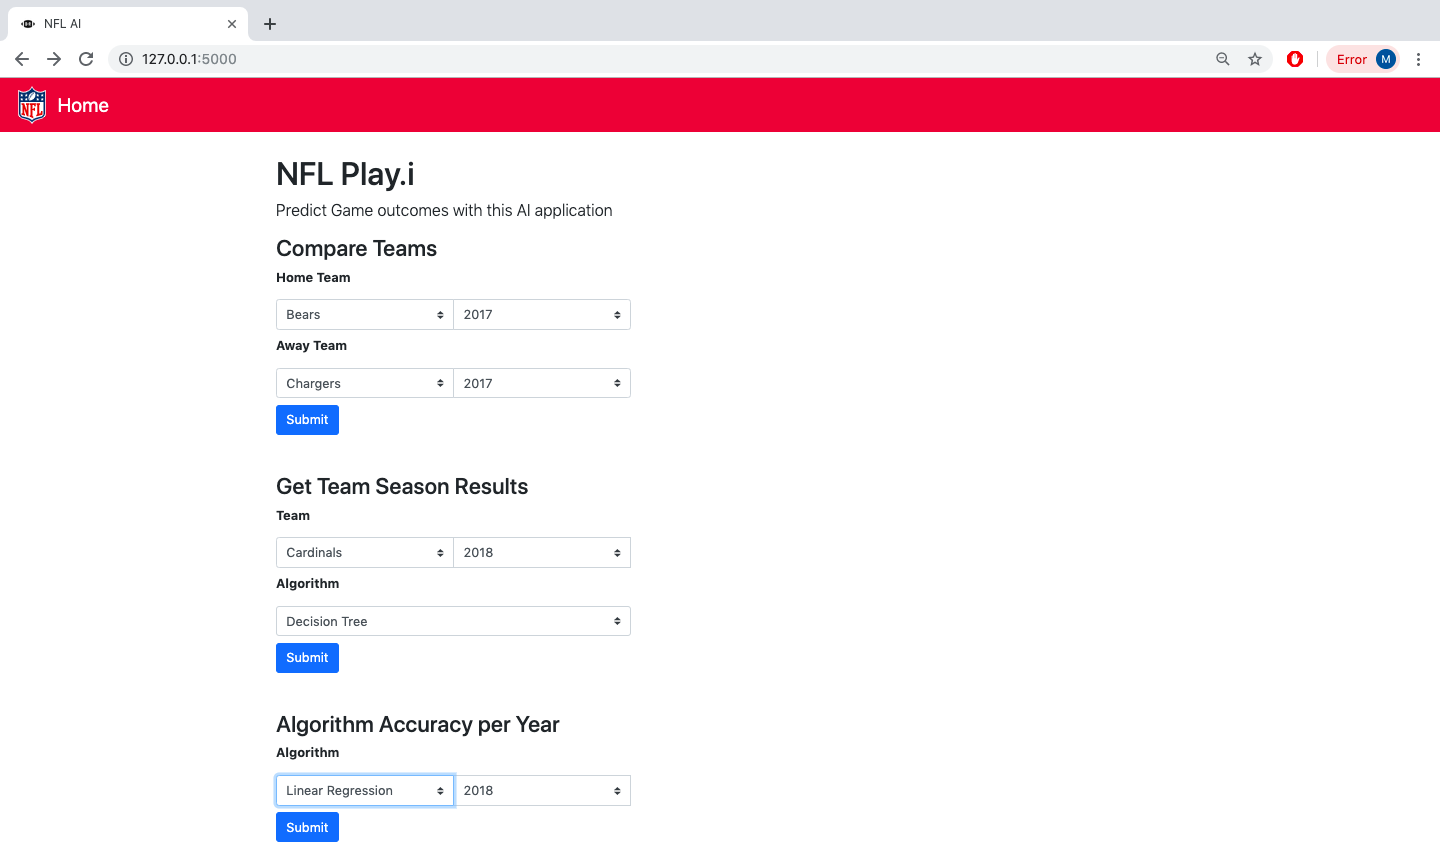 NFL AI
127.0.0.1:5000
Error M
NFL Home
NFL Play.i
Predict Game outcomes with this AI application
Compare Teams
Home Team
Bears 2017
Away Team
Chargers 2017
Submit
Get Team Season Results
Team
Cardinals 2018
Algorithm
Decision Tree
Submit
Algorithm Accuracy per Year
Algorithm
Linear Regression 2018
Submit